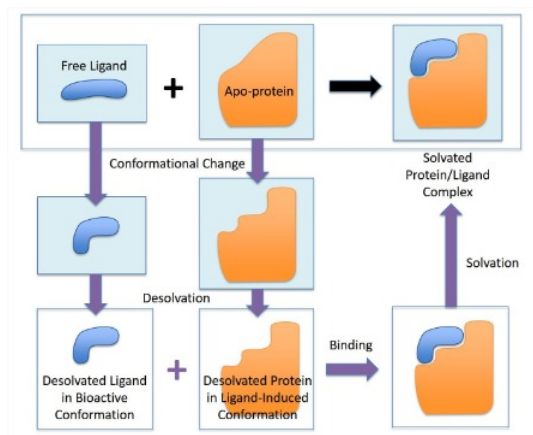 Free Ligand
+
Apo-protein
Conformational Change
Solvated
Protein/Ligand
Complex
Solvation
Desolvation
Binding
Desolvated Ligand
in Bioactive
Conformation
+
Desolvated Protein
in Ligand-Induced
Conformation